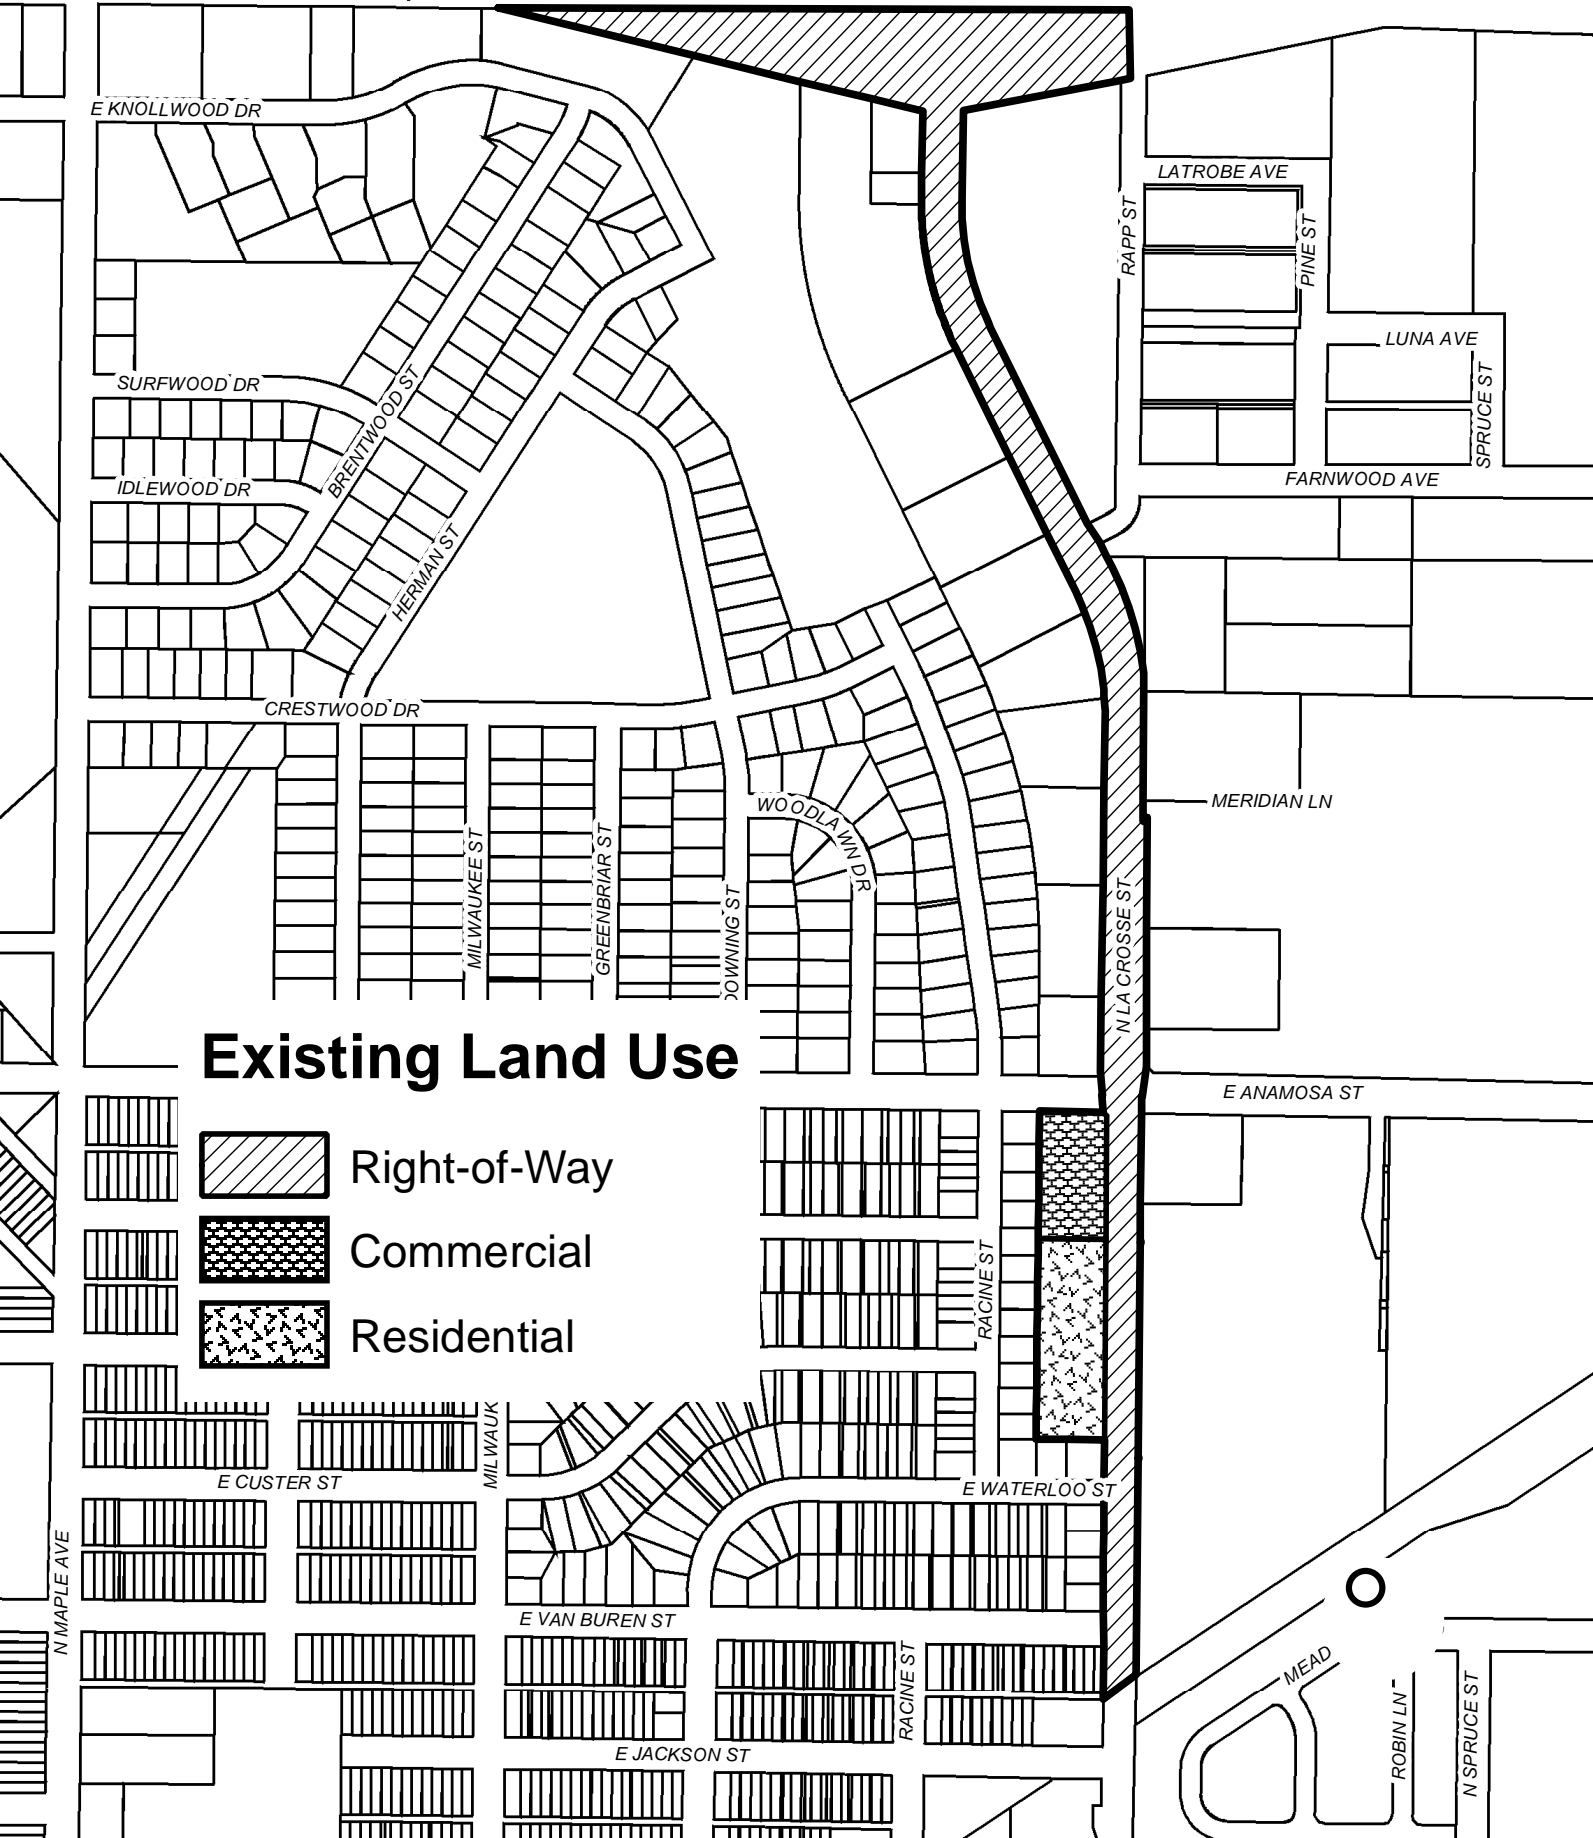 E KNOLLWOOD DR
LATROBE AVE
RAPP ST
PINE ST
LUNA AVE
SPRUCE ST
SURFWOOD DR
BRENTWOOD ST
IDLEWOOD DR
FARNWOOD AVE
HERMAN ST
CRESTWOOD DR
MERIDIAN LN
WOODLAWN DR
MILWAUKEE ST
GREENBRIAR ST
DOWNING ST
N LA CROSSE ST
Existing Land Use
E ANAMOSA ST
Right-of-Way
Commercial
RACINE ST
Residential
MILWAUK
E CUSTER ST
E WATERLOO ST
N MAPLE AVE
E VAN BUREN ST
RACINE ST
MEAD
ROBIN LN
N SPRUCE ST
E JACKSON ST